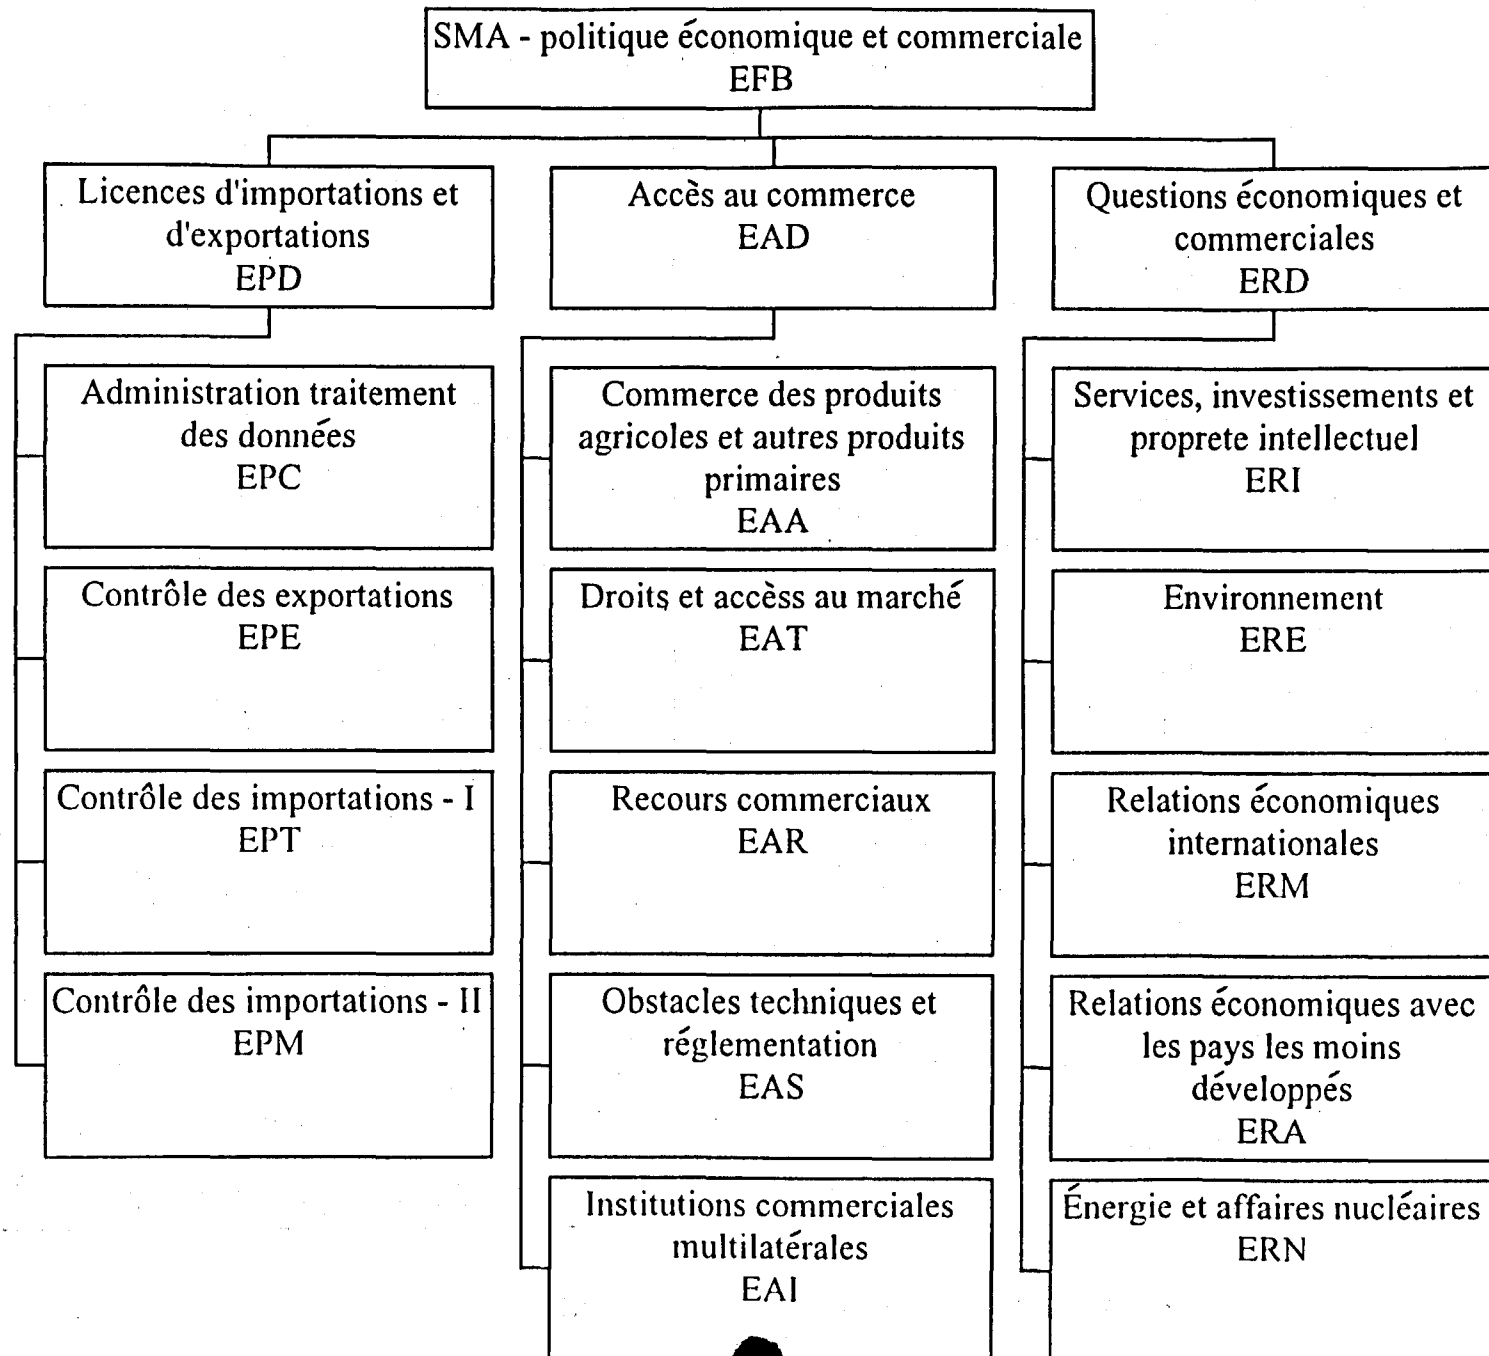 SMA - politique économique et commerciale
EFB
Licences d'importations et
d'exportations
EPD
Accès au commerce
EAD
Questions économiques et
commerciales
ERD
Administration traitement
des données
EPC
Contrôle des exportations
EPE
Contrôle des importations - I
EPT
Contrôle des importations - II
EPM
Commerce des produits
agricoles et autres produits
primaires
EAA
Droits et accèss au marché
EAT
Recours commerciaux
EAR
Obstacles techniques et
réglementation
EAS
Institutions commerciales
multilatérales
EAI
Services, investissements et
proprete intellectuel
ERI
Environnement
ERE
Relations économiques
internationales
ERM
Relations économiques avec
les pays les moins
développés
ERA
Énergie et affaires nucléaires
ERN